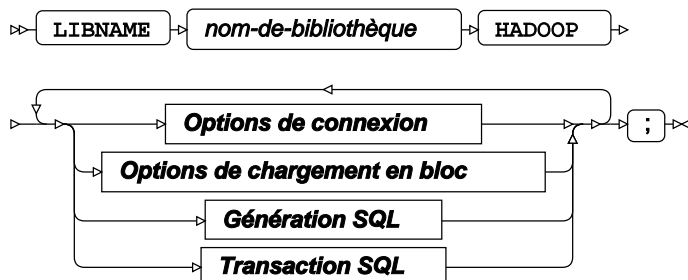 LIBNAME nom-de-bibliothèque HADOOP
Options de connexion
;
Options de chargement en bloc
Génération SQL
Transaction SQL